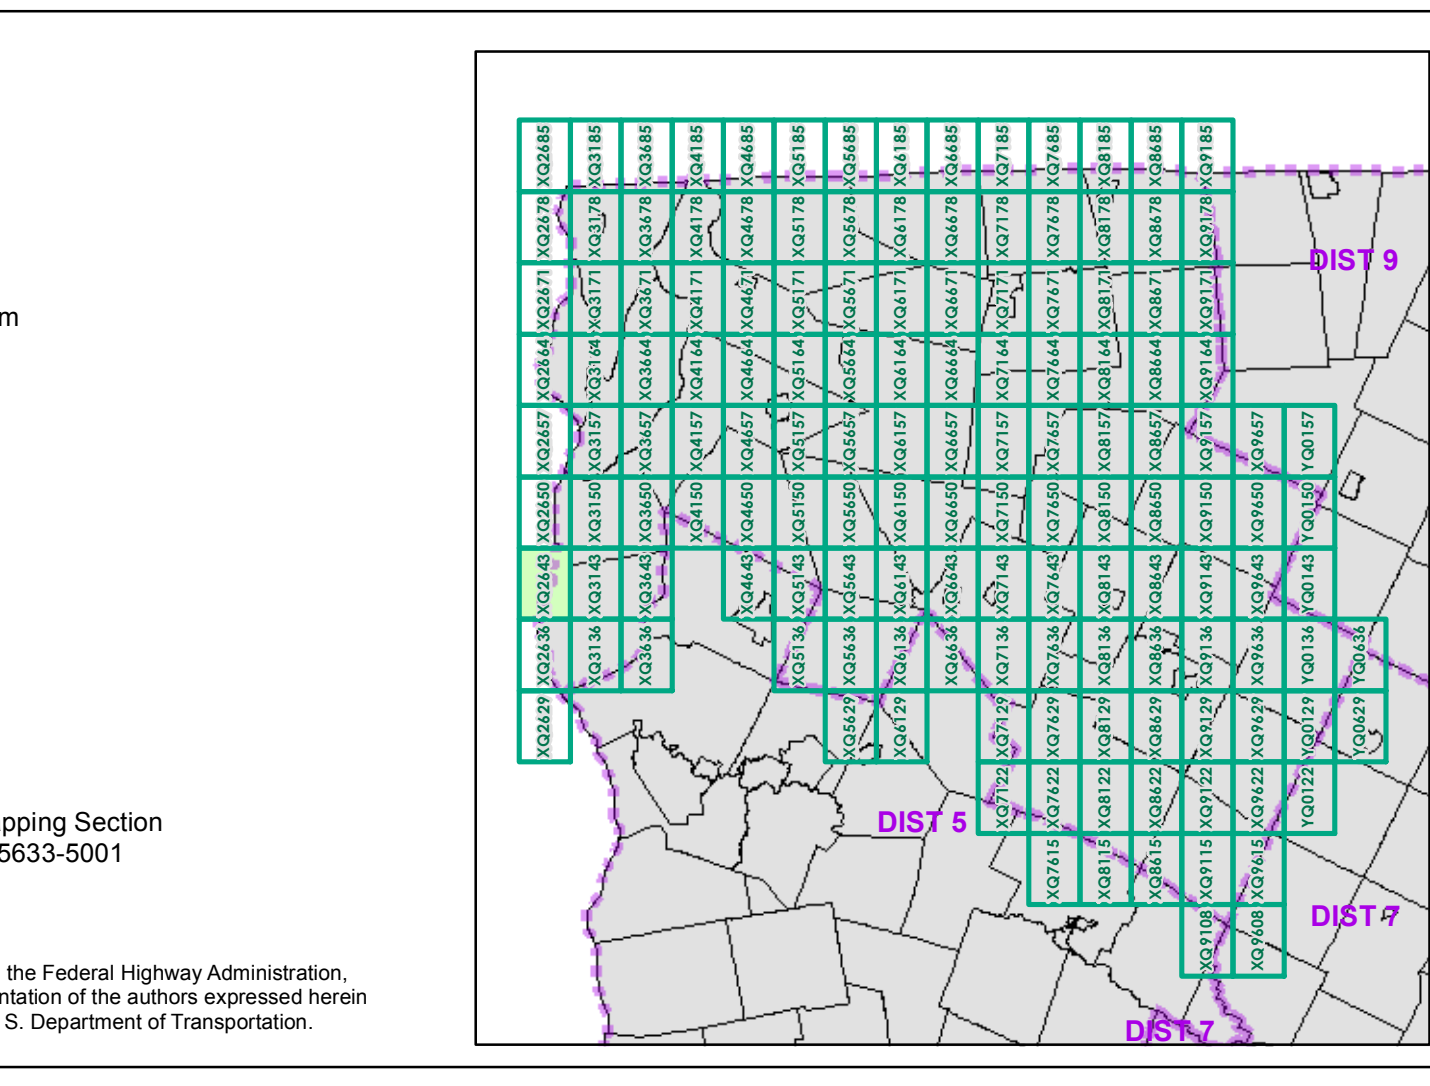 m
pping Section
5633-5001
the Federal Highway Administration,
ntation of the authors expressed herein
S. Department of Transportation.
XQ2685 XQ3185 XQ3685 XQ4185 XQ4685 XQ5185 XQ5685 XQ6185 XQ6685 XQ7185 XQ7685 XQ8185 XQ8685 XQ9185
XQ2678 XQ3178 XQ3678 XQ4178 XQ4678 XQ5178 XQ5678 XQ6178 XQ6678 XQ7178 XQ7678 XQ8178 XQ8678 XQ9178
DIST 9
XQ2671 XQ3171 XQ3671 XQ4171 XQ4671 XQ5171 XQ5671 XQ6171 XQ6671 XQ7171 XQ7671 XQ8171 XQ8671 XQ9171
XQ2664 XQ3164 XQ3664 XQ4164 XQ4664 XQ5164 XQ5664 XQ6164 XQ6664 XQ7164 XQ7664 XQ8164 XQ8664 XQ9164
XQ2657 XQ3157 XQ3657 XQ4157 XQ4657 XQ5157 XQ5657 XQ6157 XQ6657 XQ7157 XQ7657 XQ8157 XQ8657 XQ9157 XQ9657 YQ0157
XQ2650 XQ3150 XQ3650 XQ4150 XQ4650 XQ5150 XQ5650 XQ6150 XQ6650 XQ7150 XQ7650 XQ8150 XQ8650 XQ9150 XQ9650 YQ0150
XQ2643 XQ3143 XQ3643 XQ4643 XQ5143 XQ5643 XQ6143 XQ6643 XQ7143 XQ7643 XQ8143 XQ8643 XQ9143 XQ9643 YQ0143
XQ2636 XQ3136 XQ3636 XQ5136 XQ5636 XQ6136 XQ6636 XQ7136 XQ7636 XQ8136 XQ8636 XQ9136 XQ9636 YQ0136 YQ0636
XQ2629 XQ5629 XQ6129 XQ7129 XQ7629 XQ8129 XQ8629 XQ9129 XQ9629 YQ0129 YQ0629
XQ7122 XQ7622 XQ8122 XQ8622 XQ9122 XQ9622 YQ0122
DIST 5
XQ7615 XQ8115 XQ8615 XQ9115 XQ9615
DIST 7
XQ9108 XQ9608
DIST 7